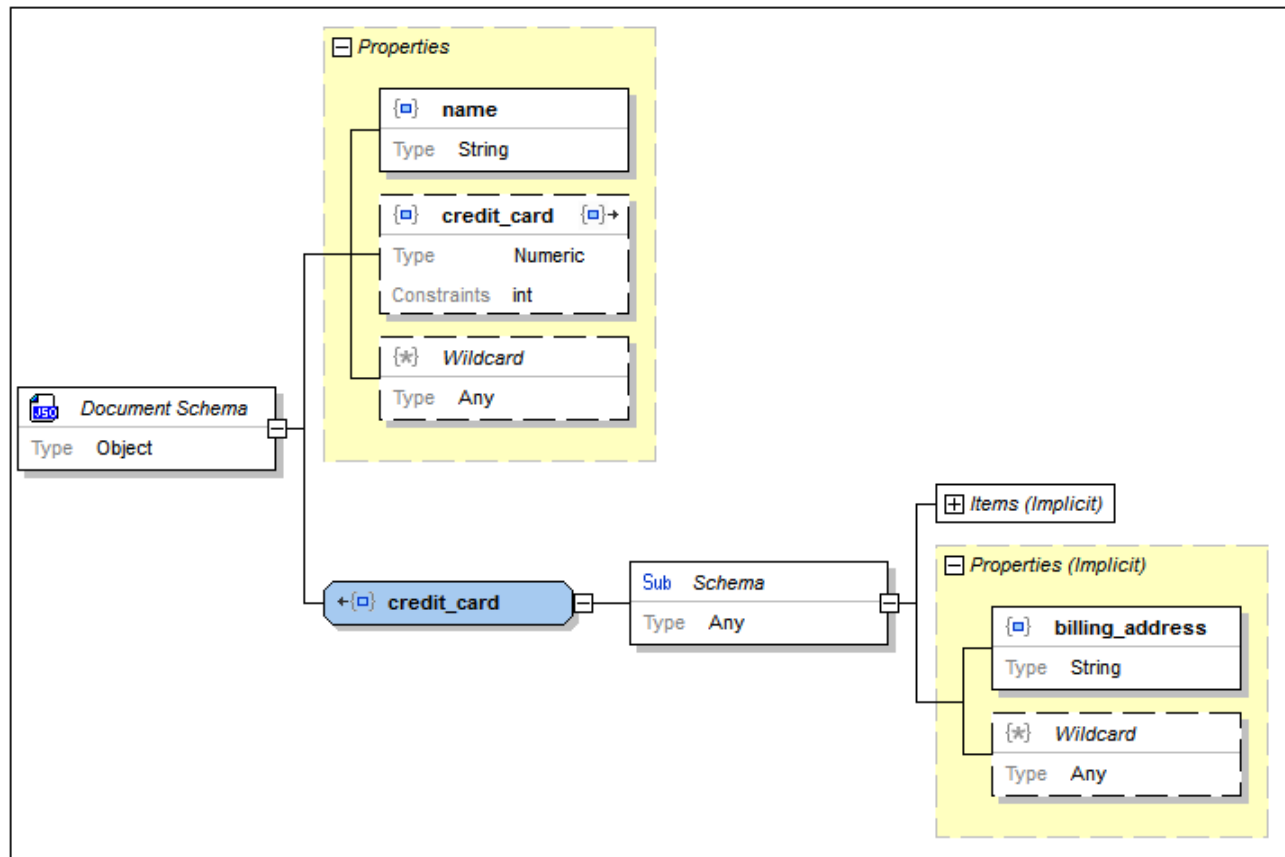 Properties
name
Type String
credit_card
Type Numeric
Constraints int
Wildcard
Type Any
JSO Document Schema
Type Object
Items (Implicit)
Properties (Implicit)
credit_card
Sub Schema
Type Any
billing_address
Type String
Wildcard
Type Any